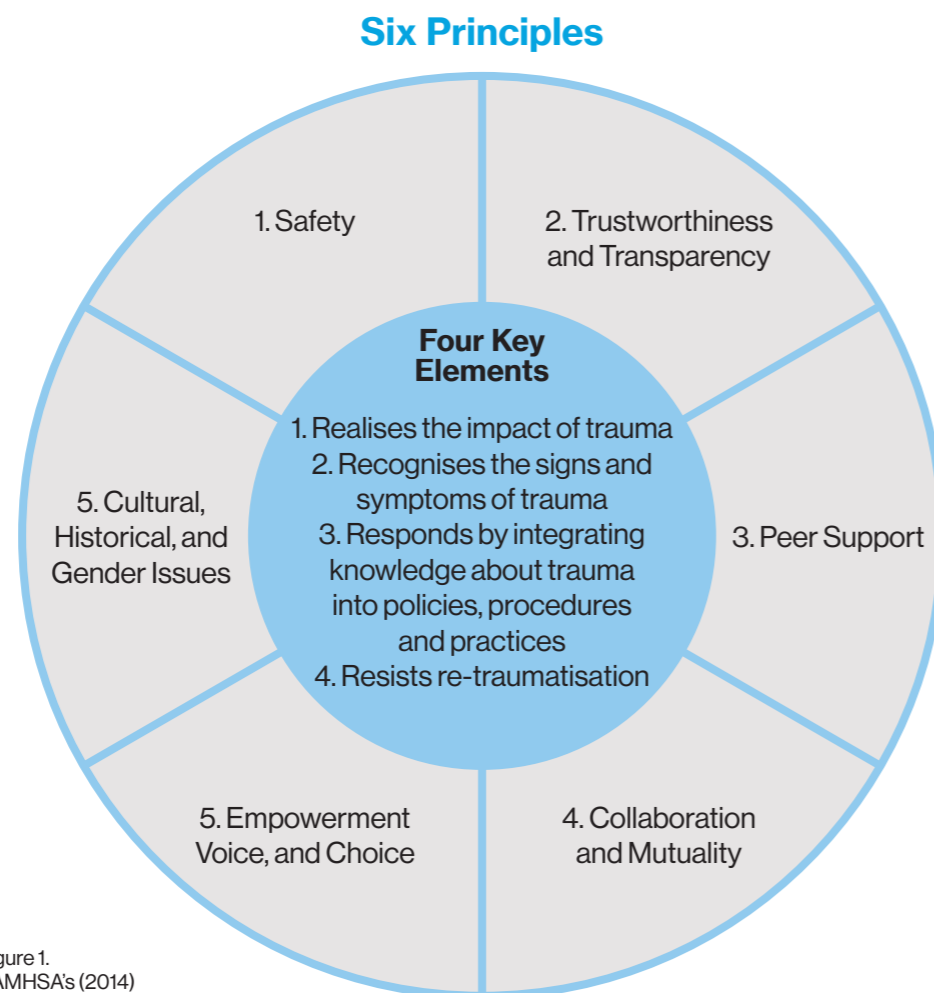 Six Principles
1. Safety
2. Trustworthiness
and Transparency
3. Peer Support
4. Collaboration
and Mutuality
5. Empowerment
Voice, and Choice
5. Cultural,
Historical, and
Gender Issues
Four Key
Elements
1. Realises the impact of trauma
2. Recognises the signs and
symptoms of trauma
3. Responds by integrating
knowledge about trauma
into policies, procedures
and practices
4. Resists re-traumatisation
gure 1.
AMHSA's (2014)